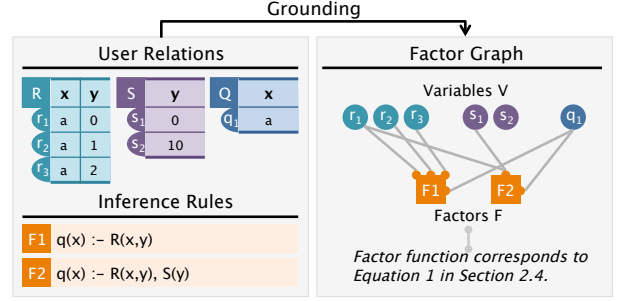 Grounding
User Relations
R x y
r1 a 0
r2 a 1
r3 a 2
S y
s1 0
s2 10
Q x
q1 a
Inference Rules
F1 q(x) :- R(x,y)
F2 q(x) :- R(x,y), S(y)
Factor Graph
Variables V
r1 r2 r3 s1 s2 q1
F1 F2
Factors F
Factor function corresponds to
Equation 1 in Section 2.4.